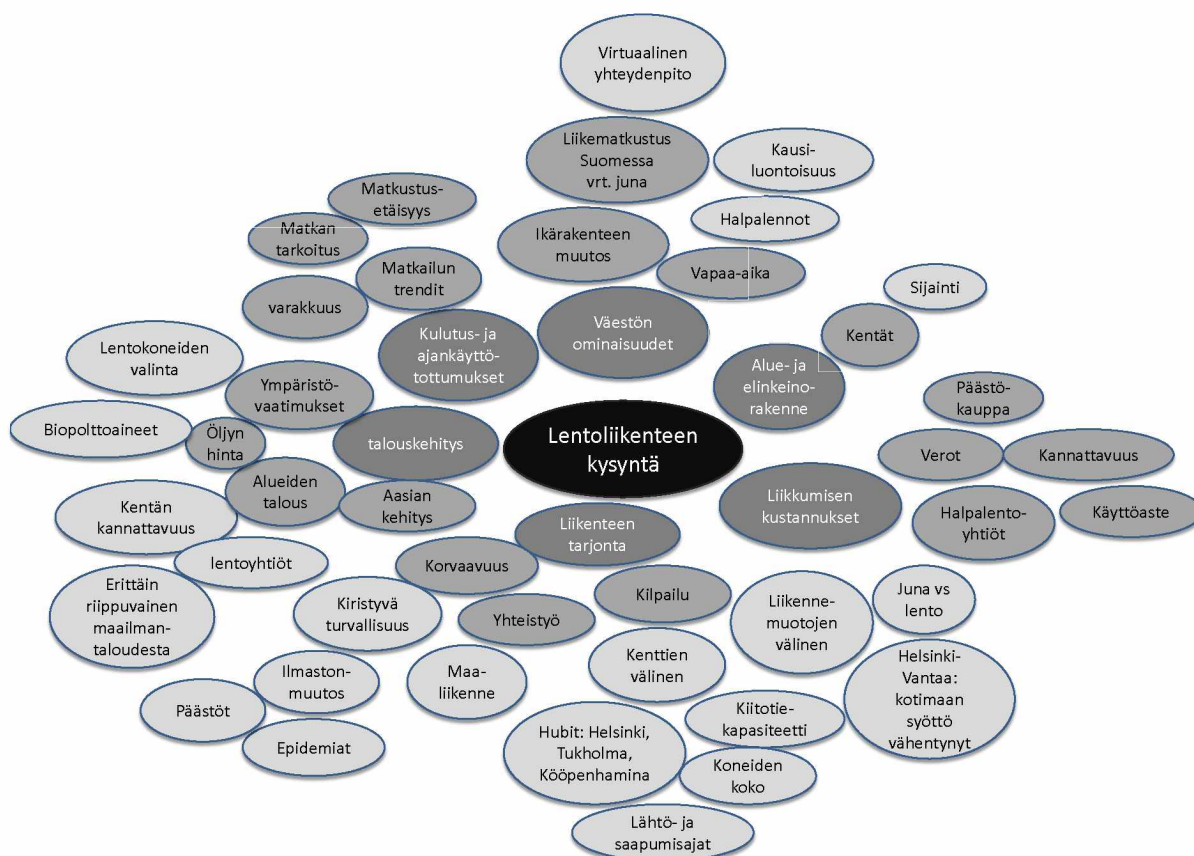 Virtuaalinen
yhteydenpito
Liikematkustus
Suomessa
vrt. juna
Kausi-
luontoisuus
Matkustus-
etäisyys
Halpalennot
Matkan
tarkoitus
Ikärakenteen
muutos
Matkailun
trendit
Vapaa-aika
Sijainti
varakkuus
Kentät
Väestön
ominaisuudet
Kulutus- ja
ajankäyttö-
tottumukset
Lentokoneiden
valinta
Alue- ja
elinkeino-
rakenne
Ympäristö-
vaatimukset
Päästö-
kauppa
Biopolttoaineet
Öljyn
hinta
talouskehitys
Lentoliikenteen
kysyntä
Verot
Kannattavuus
Alueiden
talous
Aasian
kehitys
Liikkumisen
kustannukset
Halpalento-
yhtiöt
Käyttöaste
Kentän
kannattavuus
Liikenteen
tarjonta
lentoyhtiöt
Korvaavuus
Kilpailu
Juna vs
lento
Erittäin
riippuvainen
maailman-
taloudesta
Kiristyvä
turvallisuus
Yhteistyö
Liikenne-
muotojen
välinen
Kenttien
välinen
Maa-
liikenne
Ilmaston-
muutos
Helsinki-
Vantaa:
kotimaan
syöttö
vähentynyt
Päästöt
Kiitotie-
kapasiteetti
Epidemiat
Hubit: Helsinki,
Tukholma,
Kööpenhamina
Koneiden
koko
Lähtö- ja
saapumisajat